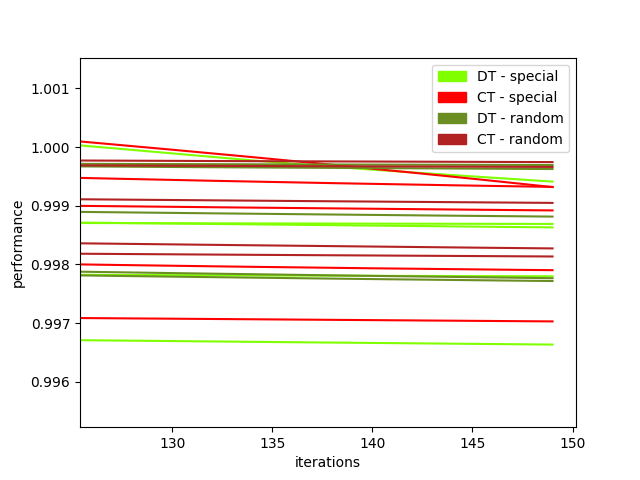 1.001
1.000
0.999
0.998
0.997
0.996
performance
130
135
140
145
150
iterations
DT - special
CT - special
DT - random
CT - random